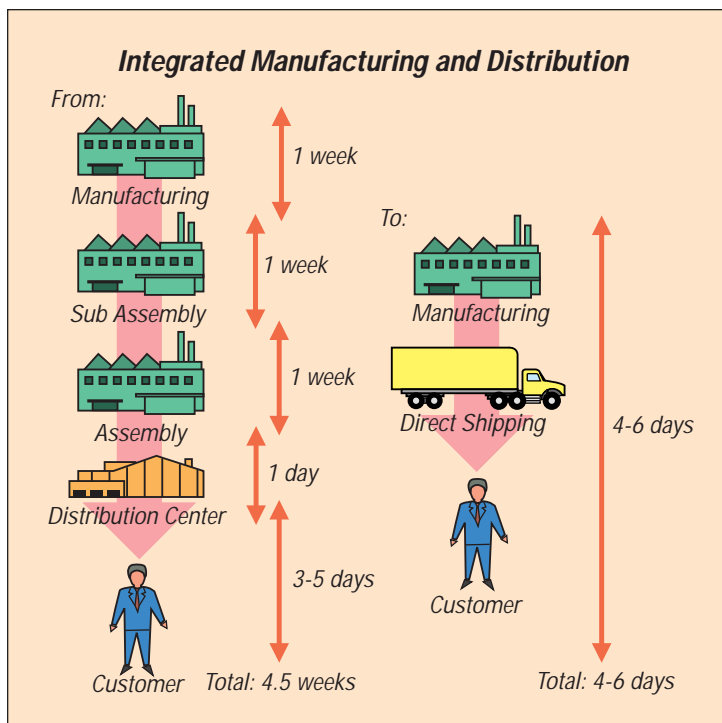 Integrated Manufacturing and Distribution
From:
1 week
Manufacturing
1 week
Sub Assembly
1 week
Assembly
1 day
Distribution Center
3-5 days
Customer
Total: 4.5 weeks
To:
Manufacturing
Direct Shipping
4-6 days
Customer
Total: 4-6 days